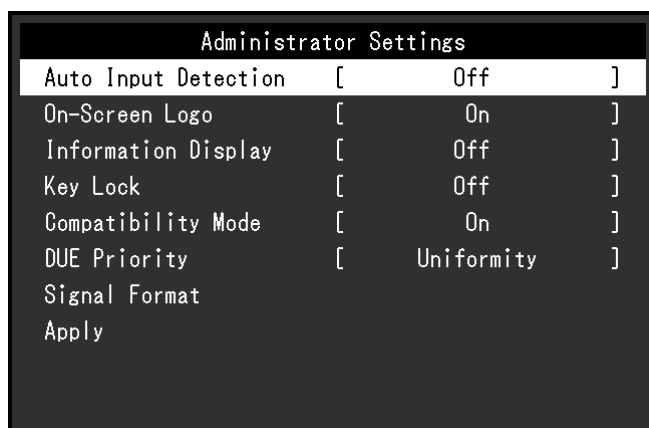 Administrator Settings
Auto Input Detection [ Off ]
On-Screen Logo [ On ]
Information Display [ Off ]
Key Lock [ Off ]
Compatibility Mode [ On ]
DUE Priority [ Uniformity ]
Signal Format
Apply